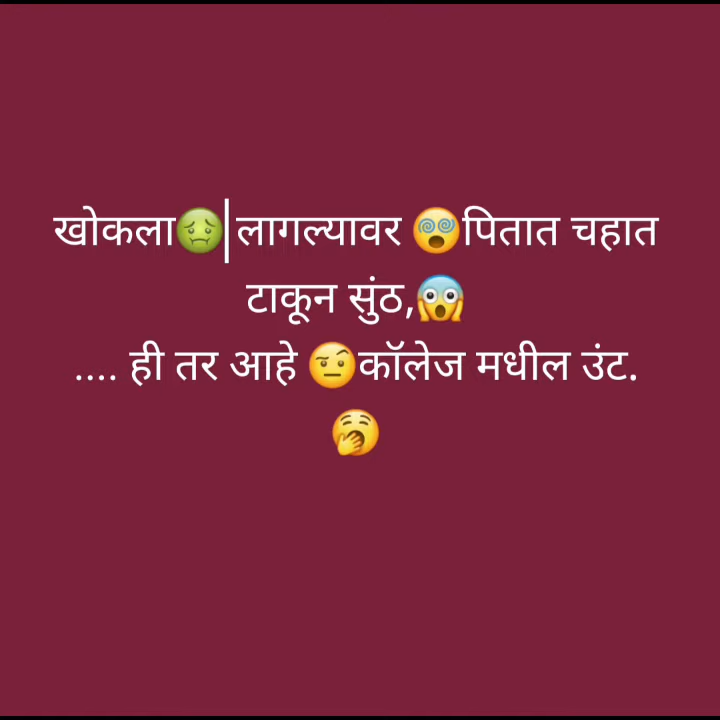 खोकला🤢|लागल्यावर 😵‍💫पितात चहात
टाकून सुंठ,😱
.... ही तर आहे 🤨कॉलेज मधील उंट.
🥱